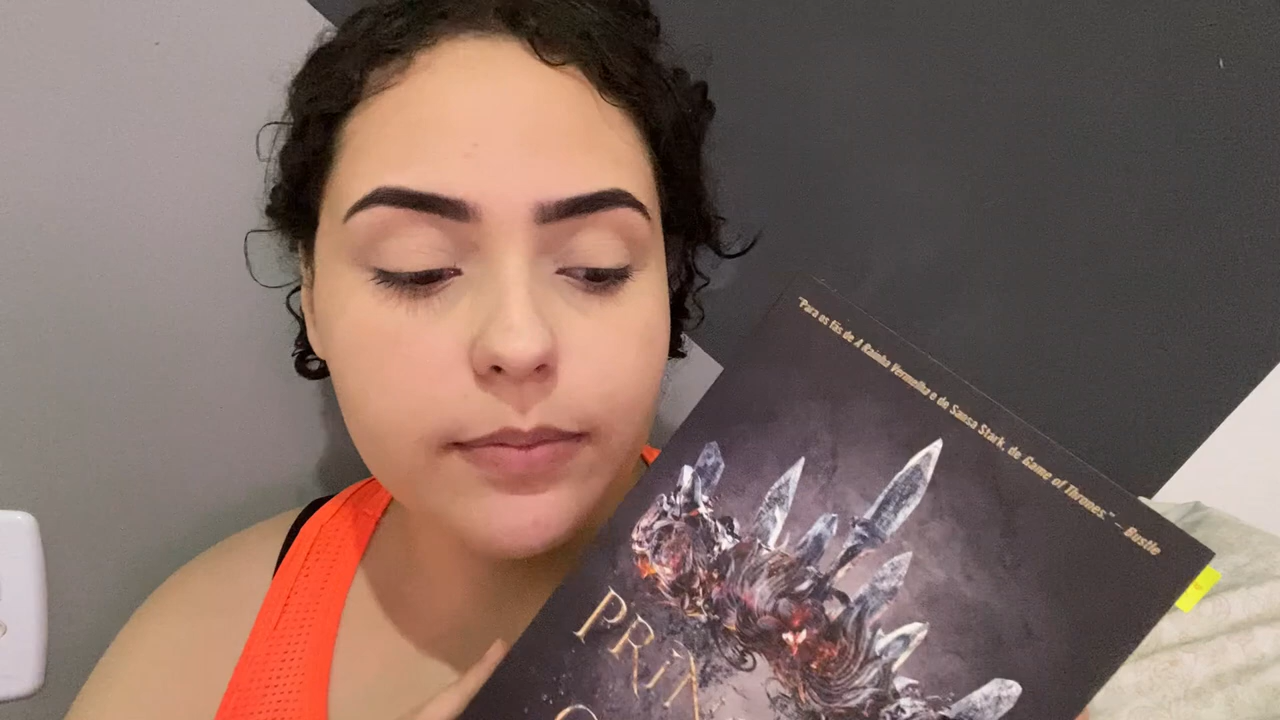 "Para os fãs de A Rainha Vermelha e de Sansa Stark, de Game of Thrones." – Bustle
PRIN